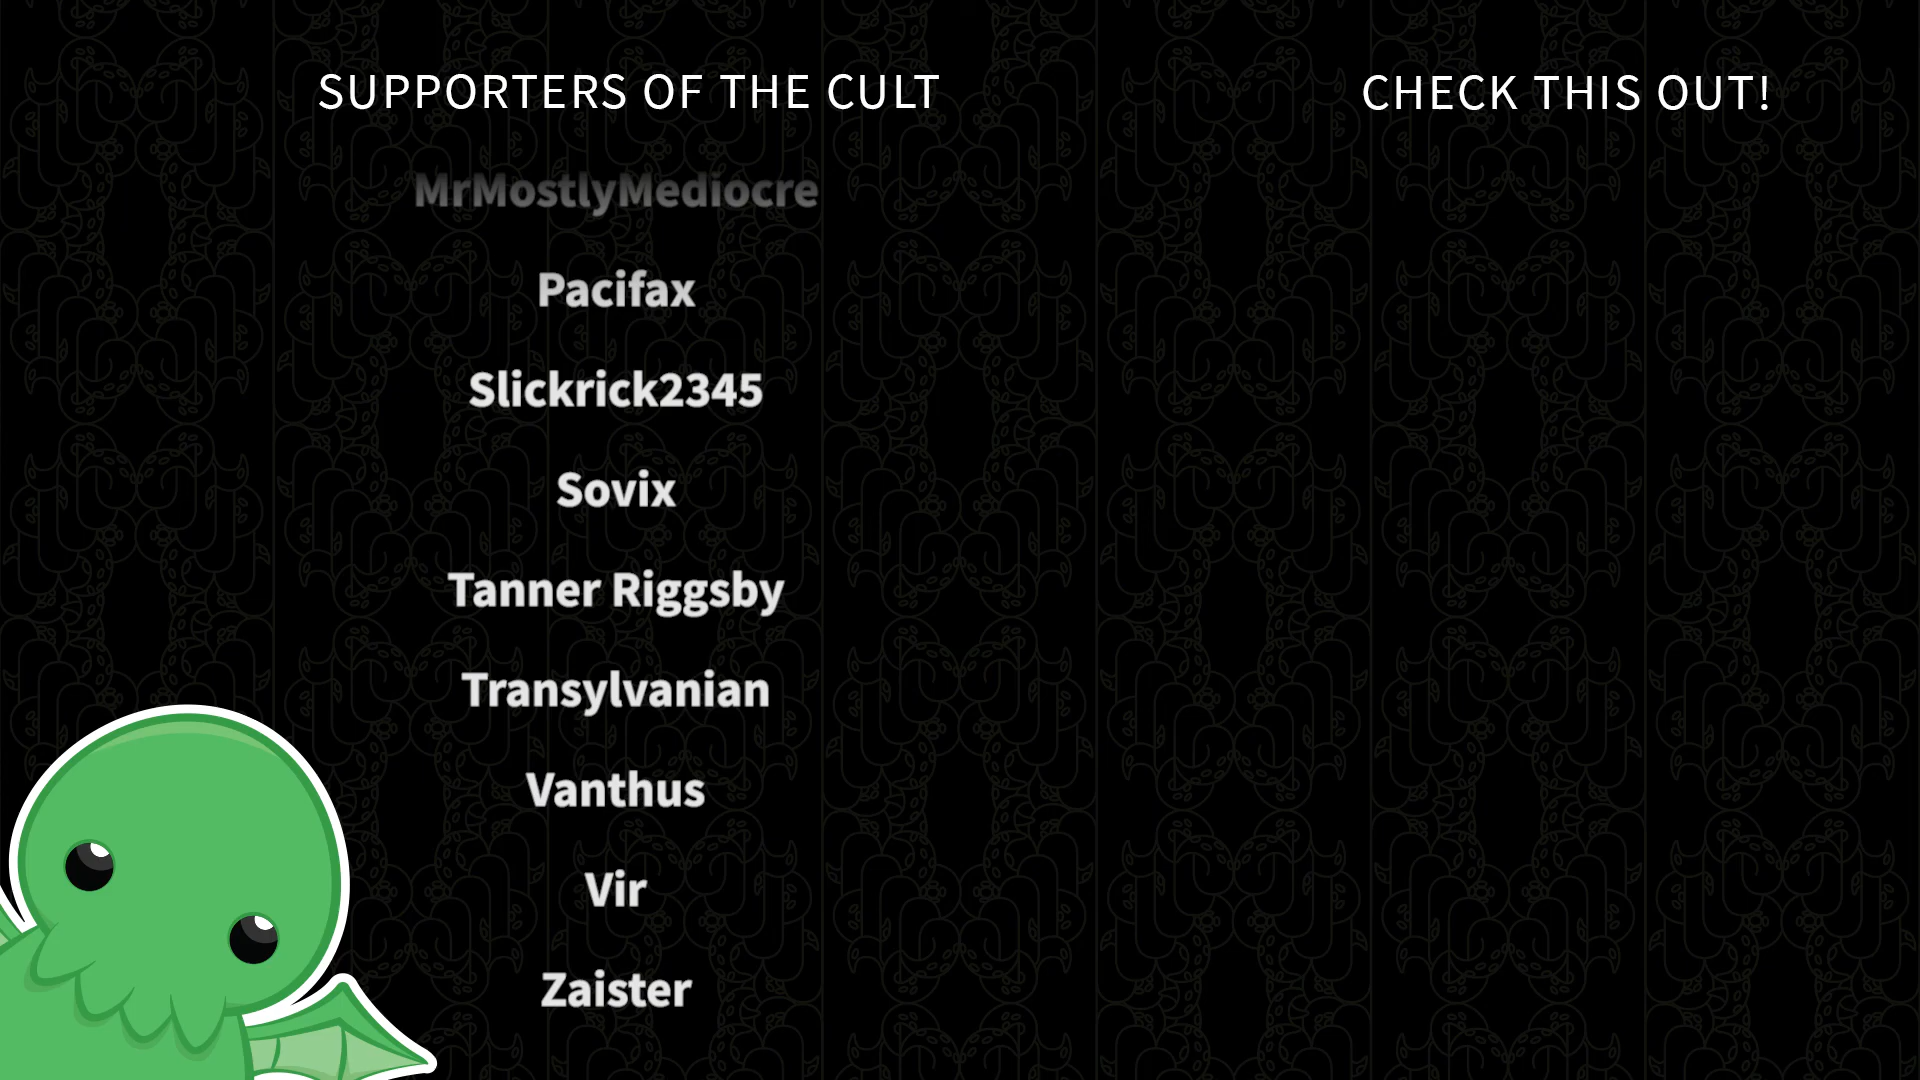 SUPPORTERS OF THE CULT
CHECK THIS OUT!
MrMostlyMediocre
Pacifax
Slickrick2345
Sovix
Tanner Riggsby
Transylvanian
Vanthus
Vir
Zaister